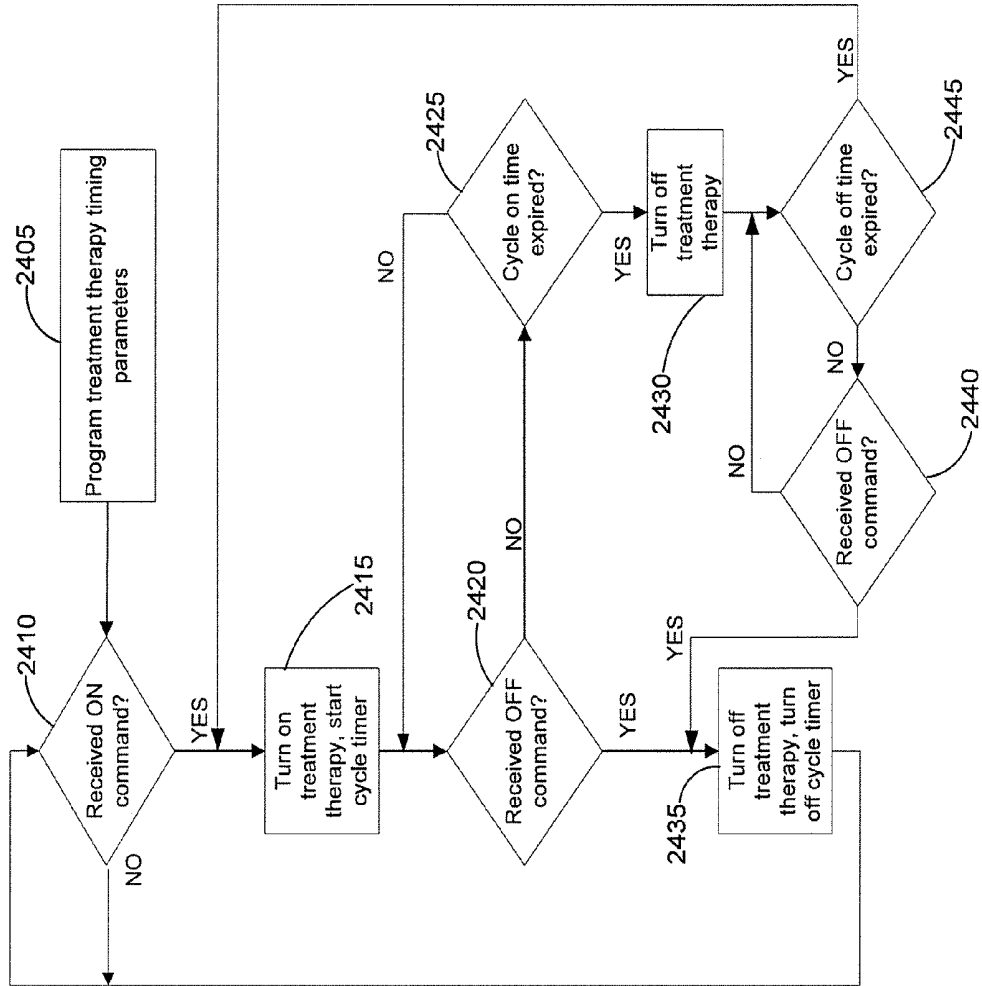 2405
Program treatment therapy timing
parameters
2410
Received ON
command?
NO
YES
2415
Turn on
treatment
therapy, start
cycle timer
2420
Received OFF
command?
NO
YES
2425
Cycle on time
expired?
NO
YES
2430
Turn off
treatment
therapy
2445
Cycle off time
expired?
YES
NO
2440
Received OFF
command?
NO
YES
2435
Turn off
treatment
therapy, turn
off cycle timer